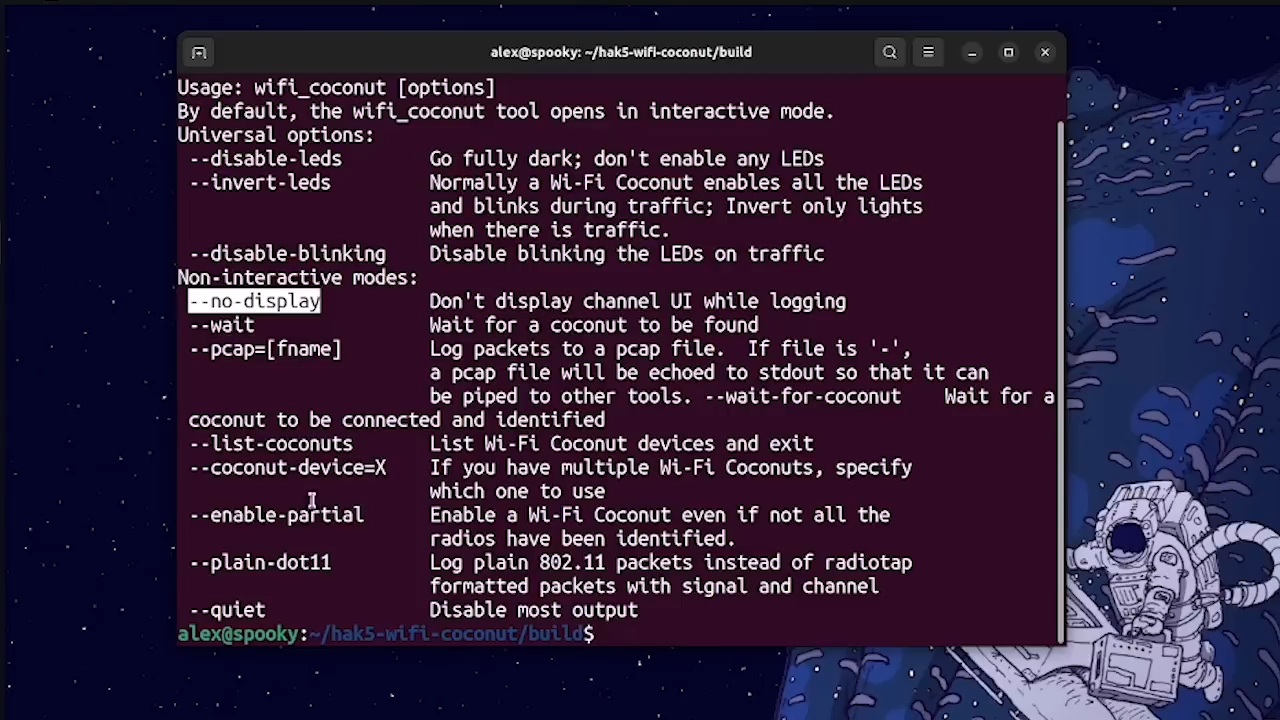 alex@spooky: ~/hak5-wifi-coconut/build
Usage: wifi_coconut [options]
By default, the wifi_coconut tool opens in interactive mode.
Universal options:
--disable-leds Go fully dark; don't enable any LEDs
--invert-leds Normally a Wi-Fi Coconut enables all the LEDs
and blinks during traffic; Invert only lights
when there is traffic.
--disable-blinking Disable blinking the LEDs on traffic
Non-interactive modes:
--no-display Don't display channel UI while logging
--wait Wait for a coconut to be found
--pcap=[fname] Log packets to a pcap file.  If file is '-',
a pcap file will be echoed to stdout so that it can
be piped to other tools. --wait-for-coconut    Wait for a
coconut to be connected and identified
--list-coconuts List Wi-Fi Coconut devices and exit
--coconut-device=X If you have multiple Wi-Fi Coconuts, specify
which one to use
--enable-partial Enable a Wi-Fi Coconut even if not all the
radios have been identified.
--plain-dot11 Log plain 802.11 packets instead of radiotap
formatted packets with signal and channel
--quiet Disable most output
alex@spooky:~/hak5-wifi-coconut/build$